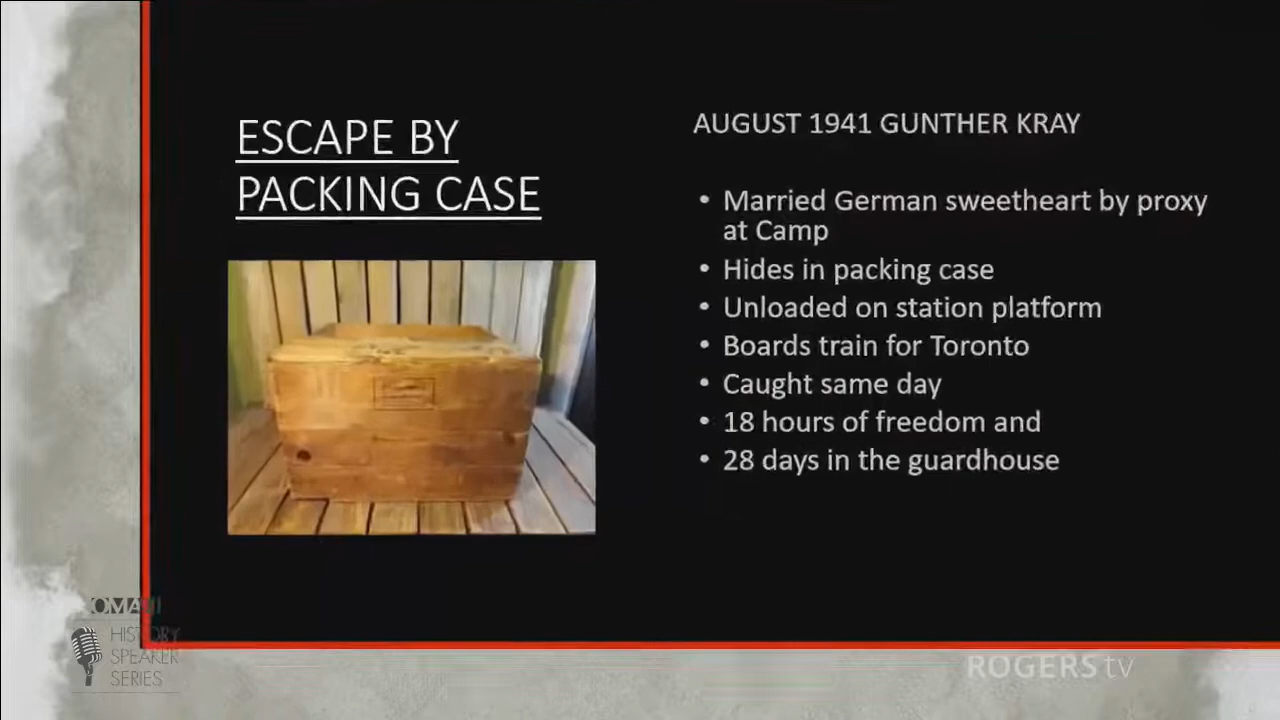 ESCAPE BY
PACKING CASE
AUGUST 1941 GUNTHER KRAY
• Married German sweetheart by proxy
at Camp
• Hides in packing case
• Unloaded on station platform
• Boards train for Toronto
• Caught same day
• 18 hours of freedom and
• 28 days in the guardhouse
HISTORY
SPEAKER
SERIES
ROGERS tv